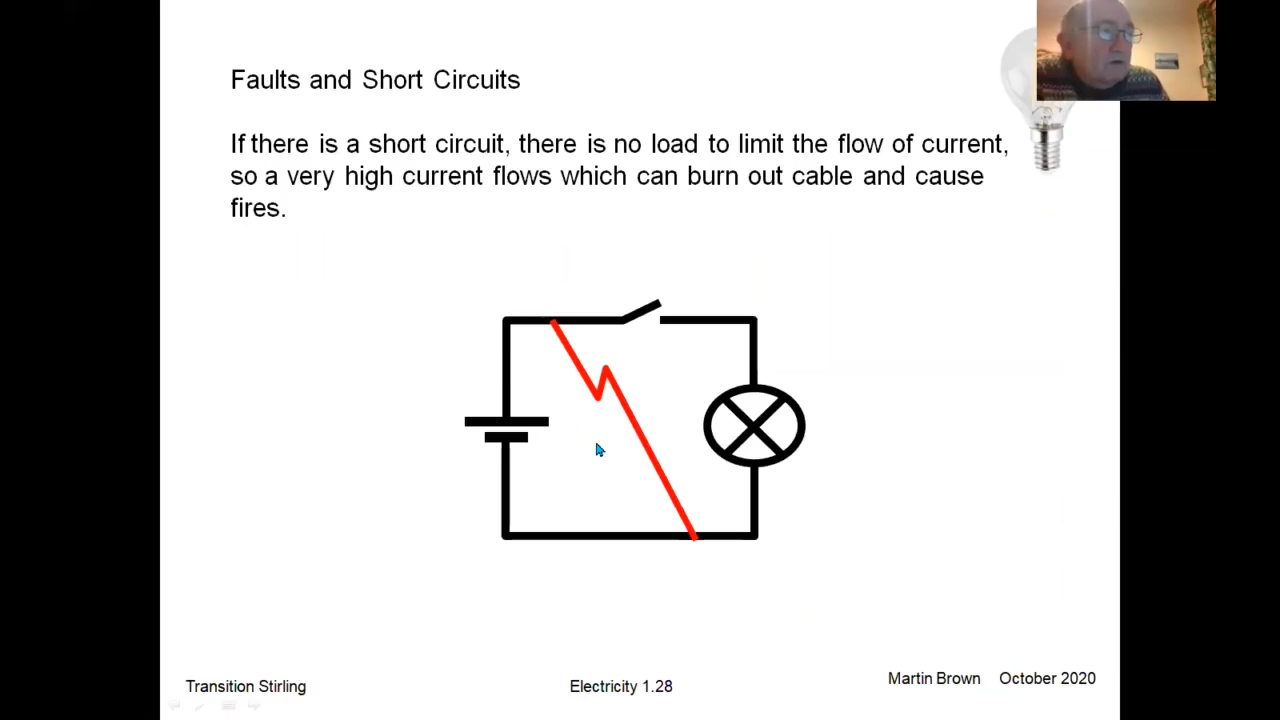 Faults and Short Circuits
If there is a short circuit, there is no load to limit the flow of current,
so a very high current flows which can burn out cable and cause
fires.
Transition Stirling
Electricity 1.28
Martin Brown October 2020